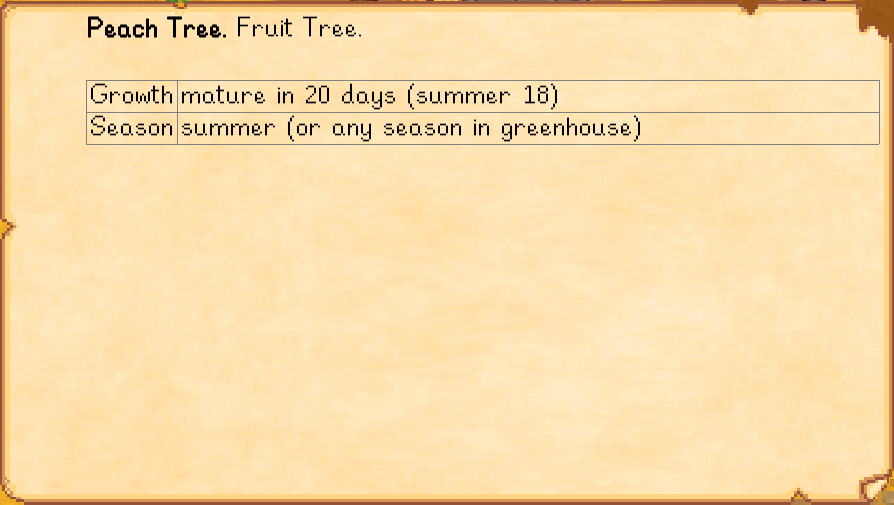 Peach Tree. Fruit Tree.
Growth mature in 20 days (summer 18)
Season summer (or any season in greenhouse)